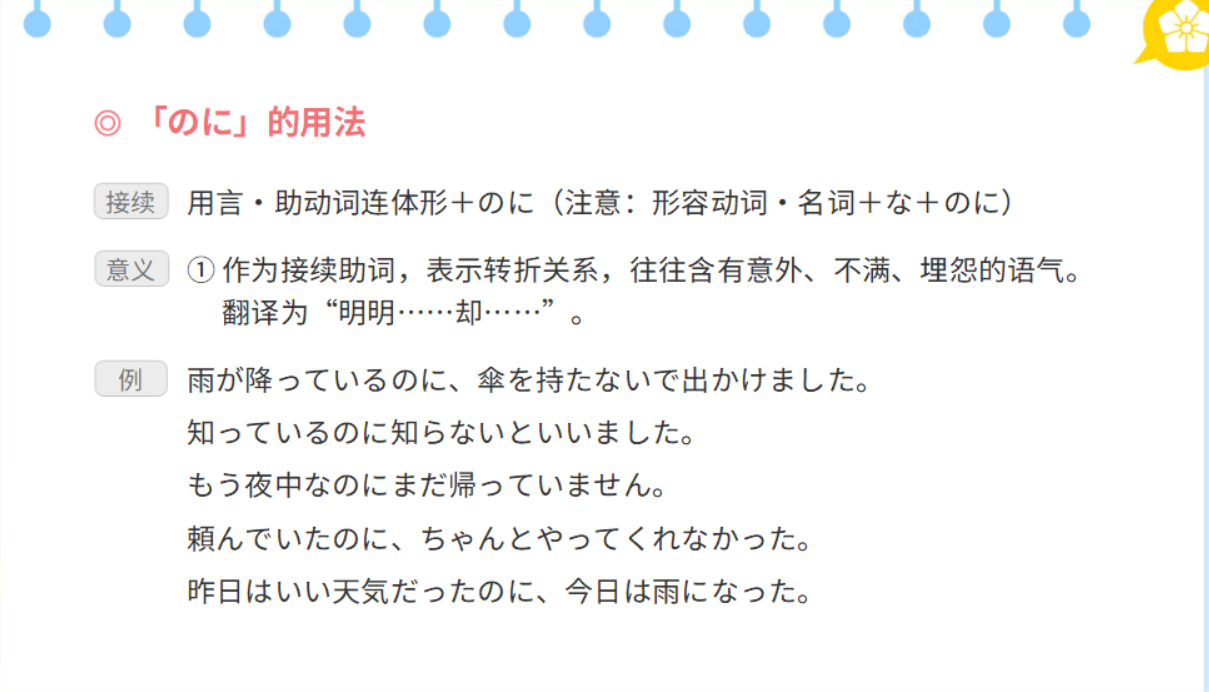 ◎ 「のに」的用法
接续 用言・助动词连体形＋のに（注意：形容动词・名词＋な＋のに）
意义 ① 作为接续助词，表示转折关系，往往含有意外、不满、埋怨的语气。
翻译为“明明……却……”。
例 雨が降っているのに、傘を持たないで出かけました。
知っているのに知らないといいました。
もう夜中なのにまだ帰っていません。
頼んでいたのに、ちゃんとやってくれなかった。
昨日はいい天気だったのに、今日は雨になった。